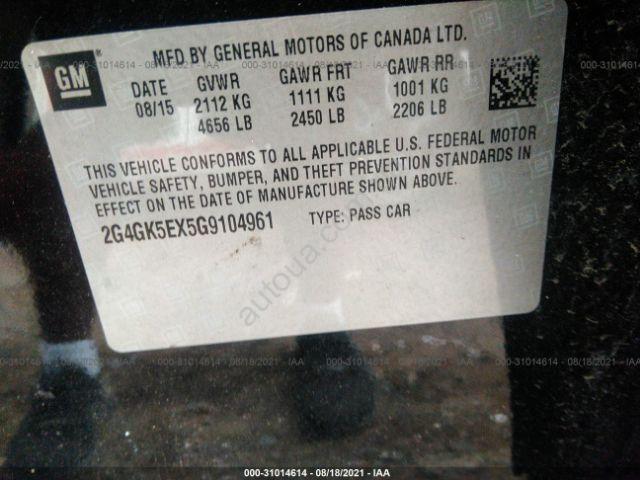 GM
MFD BY GENERAL MOTORS OF CANADA LTD.
DATE GVWR GAWR FRT GAWR RR
08/15 2112 KG 1111 KG 1001 KG
4656 LB 2450 LB 2206 LB
THIS VEHICLE CONFORMS TO ALL APPLICABLE U.S. FEDERAL MOTOR
VEHICLE SAFETY, BUMPER, AND THEFT PREVENTION STANDARDS IN
EFFECT ON THE DATE OF MANUFACTURE SHOWN ABOVE.
2G4GK5EX5G9104961 TYPE: PASS CAR
autoua.com
000-31014614 - 08/18/2021 - IAA